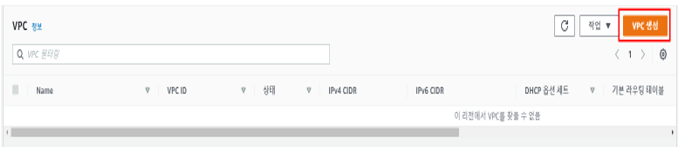 VPC 정보
작업 ▼
VPC 생성
VPC 필터링
< 1 >
Name
VPC ID
상태
IPv4 CIDR
IPv6 CIDR
DHCP 옵션 세트
기본 라우팅 테이블
이 리전에서 VPC를 찾을 수 없음